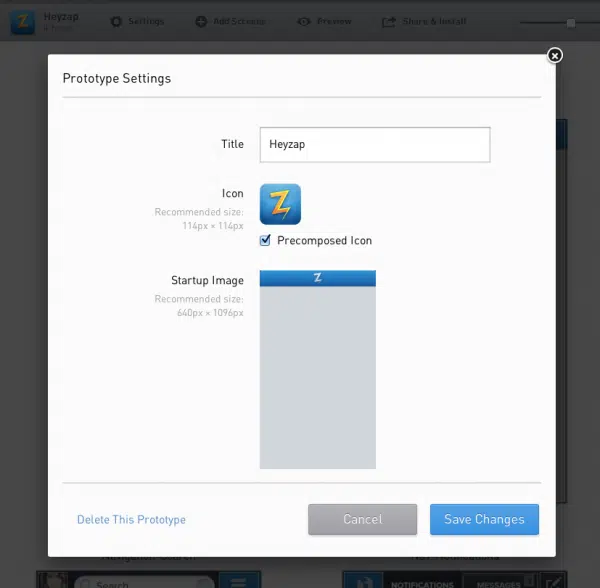 Heyzap
Settings
Add Screens
Preview
Share & Install
Prototype Settings
Title
Heyzap
Icon
Recommended size:
114px × 114px
Precomposed Icon
Startup Image
Recommended size:
640px × 1096px
Z
Delete This Prototype
Cancel
Save Changes
Search
NOTIFICATIONS
MESSAGES